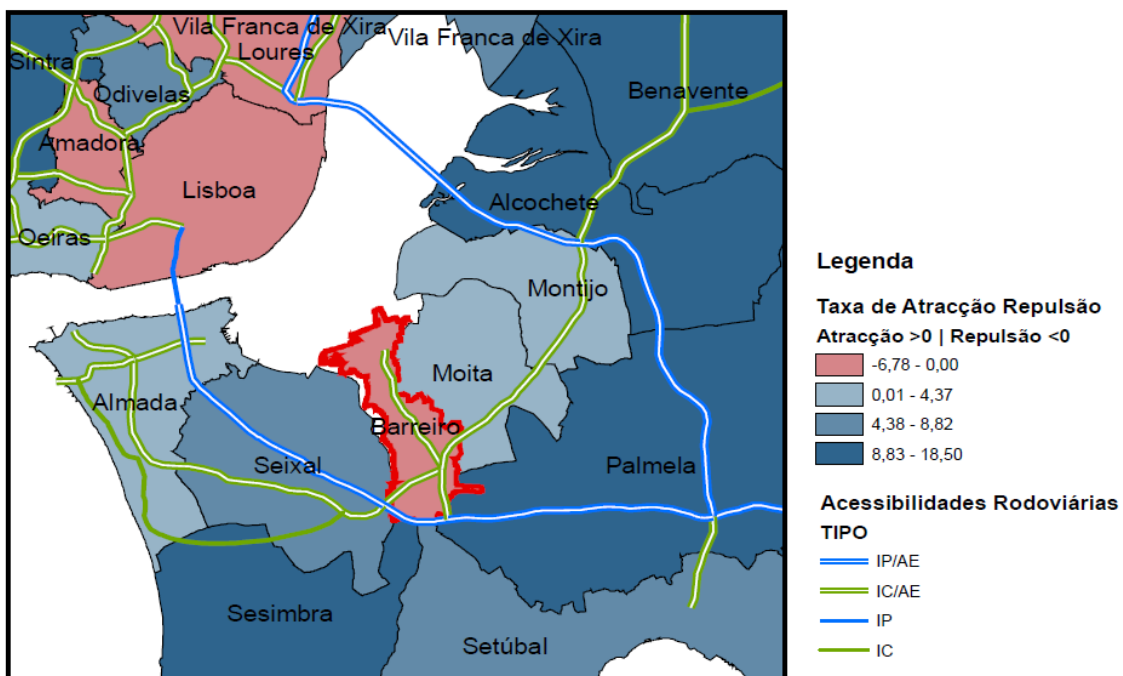 Vila Franca de Xira
Vila Franca de Xira
Loures
Sintra
Odivelas
Benavente
Amadora
Lisboa
Alcochete
Oeiras
Montijo
Moita
Almada
Barreiro
Seixal
Palmela
Sesimbra
Setúbal
Legenda
Taxa de Atracção Repulsão
Atracção >0 | Repulsão <0
-6,78 - 0,00
0,01 - 4,37
4,38 - 8,82
8,83 - 18,50
Acessibilidades Rodoviárias
TIPO
IP/AE
IC/AE
IP
IC